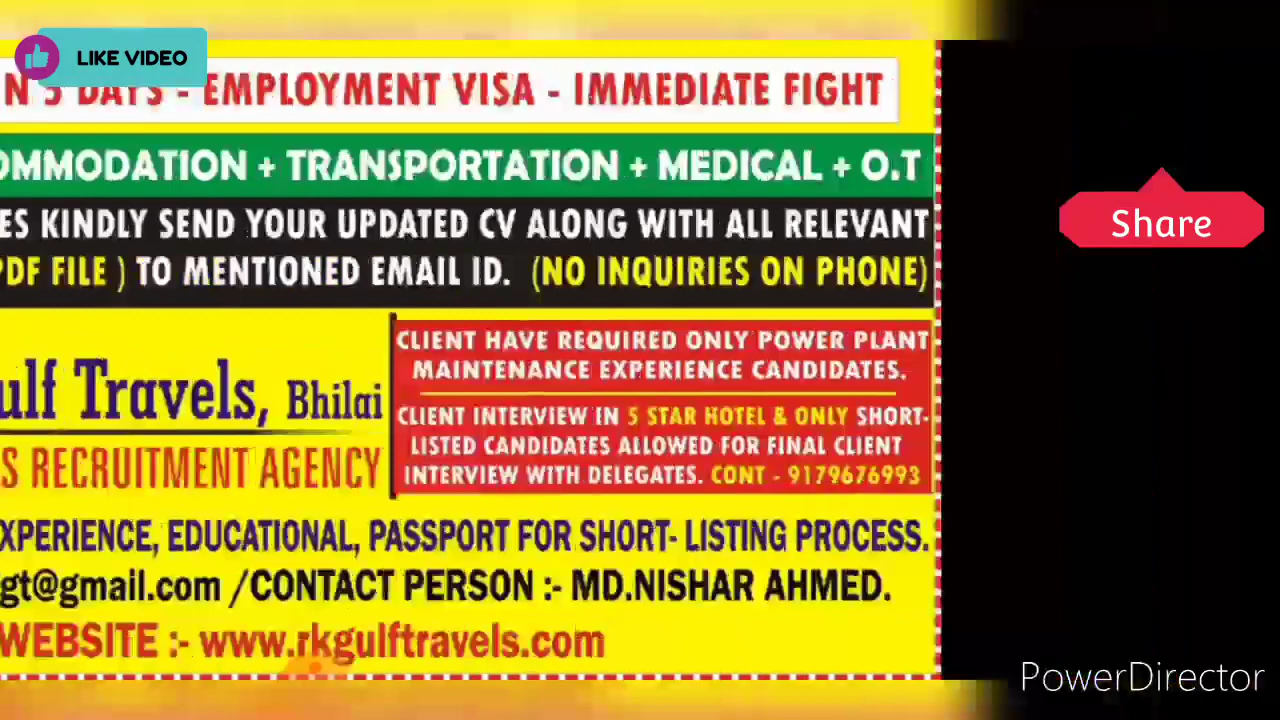 LIKE VIDEO
N 5 DAYS - EMPLOYMENT VISA - IMMEDIATE FIGHT
OMMODATION + TRANSPORTATION + MEDICAL + O.T
ES KINDLY SEND YOUR UPDATED CV ALONG WITH ALL RELEVANT
PDF FILE ) TO MENTIONED EMAIL ID. (NO INQUIRIES ON PHONE)
Share
CLIENT HAVE REQUIRED ONLY POWER PLANT
MAINTENANCE EXPERIENCE CANDIDATES.
ulf Travels, Bhilai
S RECRUITMENT AGENCY
CLIENT INTERVIEW IN 5 STAR HOTEL & ONLY SHORT-
LISTED CANDIDATES ALLOWED FOR FINAL CLIENT
INTERVIEW WITH DELEGATES. CONT - 9179676993
XPERIENCE, EDUCATIONAL, PASSPORT FOR SHORT- LISTING PROCESS.
gt@gmail.com /CONTACT PERSON :- MD.NISHAR AHMED.
WEBSITE :- www.rkgulftravels.com
PowerDirector